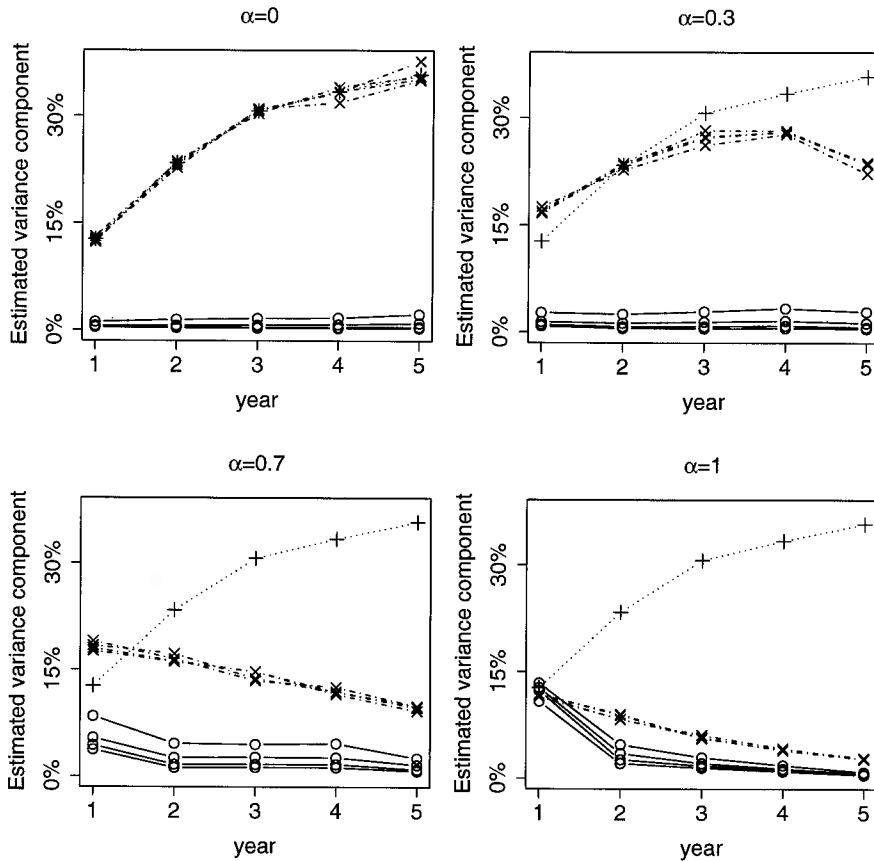 α=0
Estimated variance component
30%
15%
0%
1 2 3 4 5
year
α=0.3
Estimated variance component
30%
15%
0%
1 2 3 4 5
year
α=0.7
Estimated variance component
30%
15%
0%
1 2 3 4 5
year
α=1
Estimated variance component
30%
15%
0%
1 2 3 4 5
year